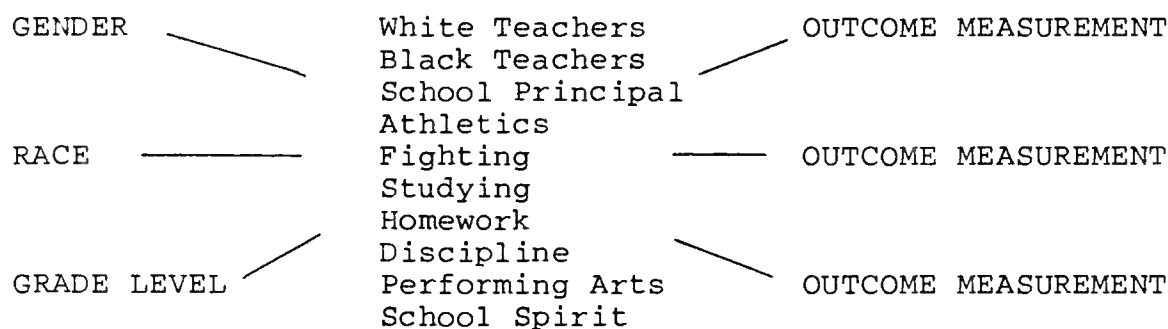 GENDER White Teachers OUTCOME MEASUREMENT
Black Teachers
School Principal
Athletics
RACE Fighting OUTCOME MEASUREMENT
Studying
Homework
Discipline
GRADE LEVEL Performing Arts OUTCOME MEASUREMENT
School Spirit